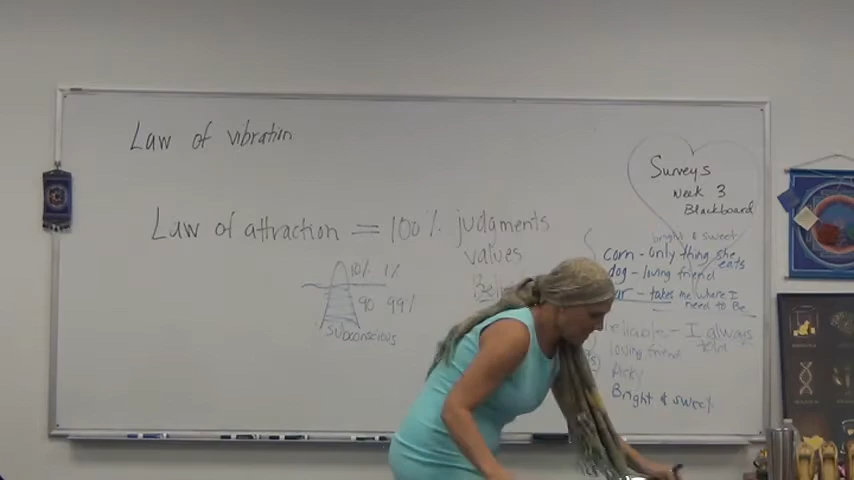 Law of vibration
Law of attraction = 100% judgments
values
10% 1%
90 99%
subconscious
Surveys
Week 3
Blackboard
bright & sweet
corn - only thing she
eats
dog - loving friend
takes me where I
need to Be
reliable - I always
loving friend
Bright & sweet